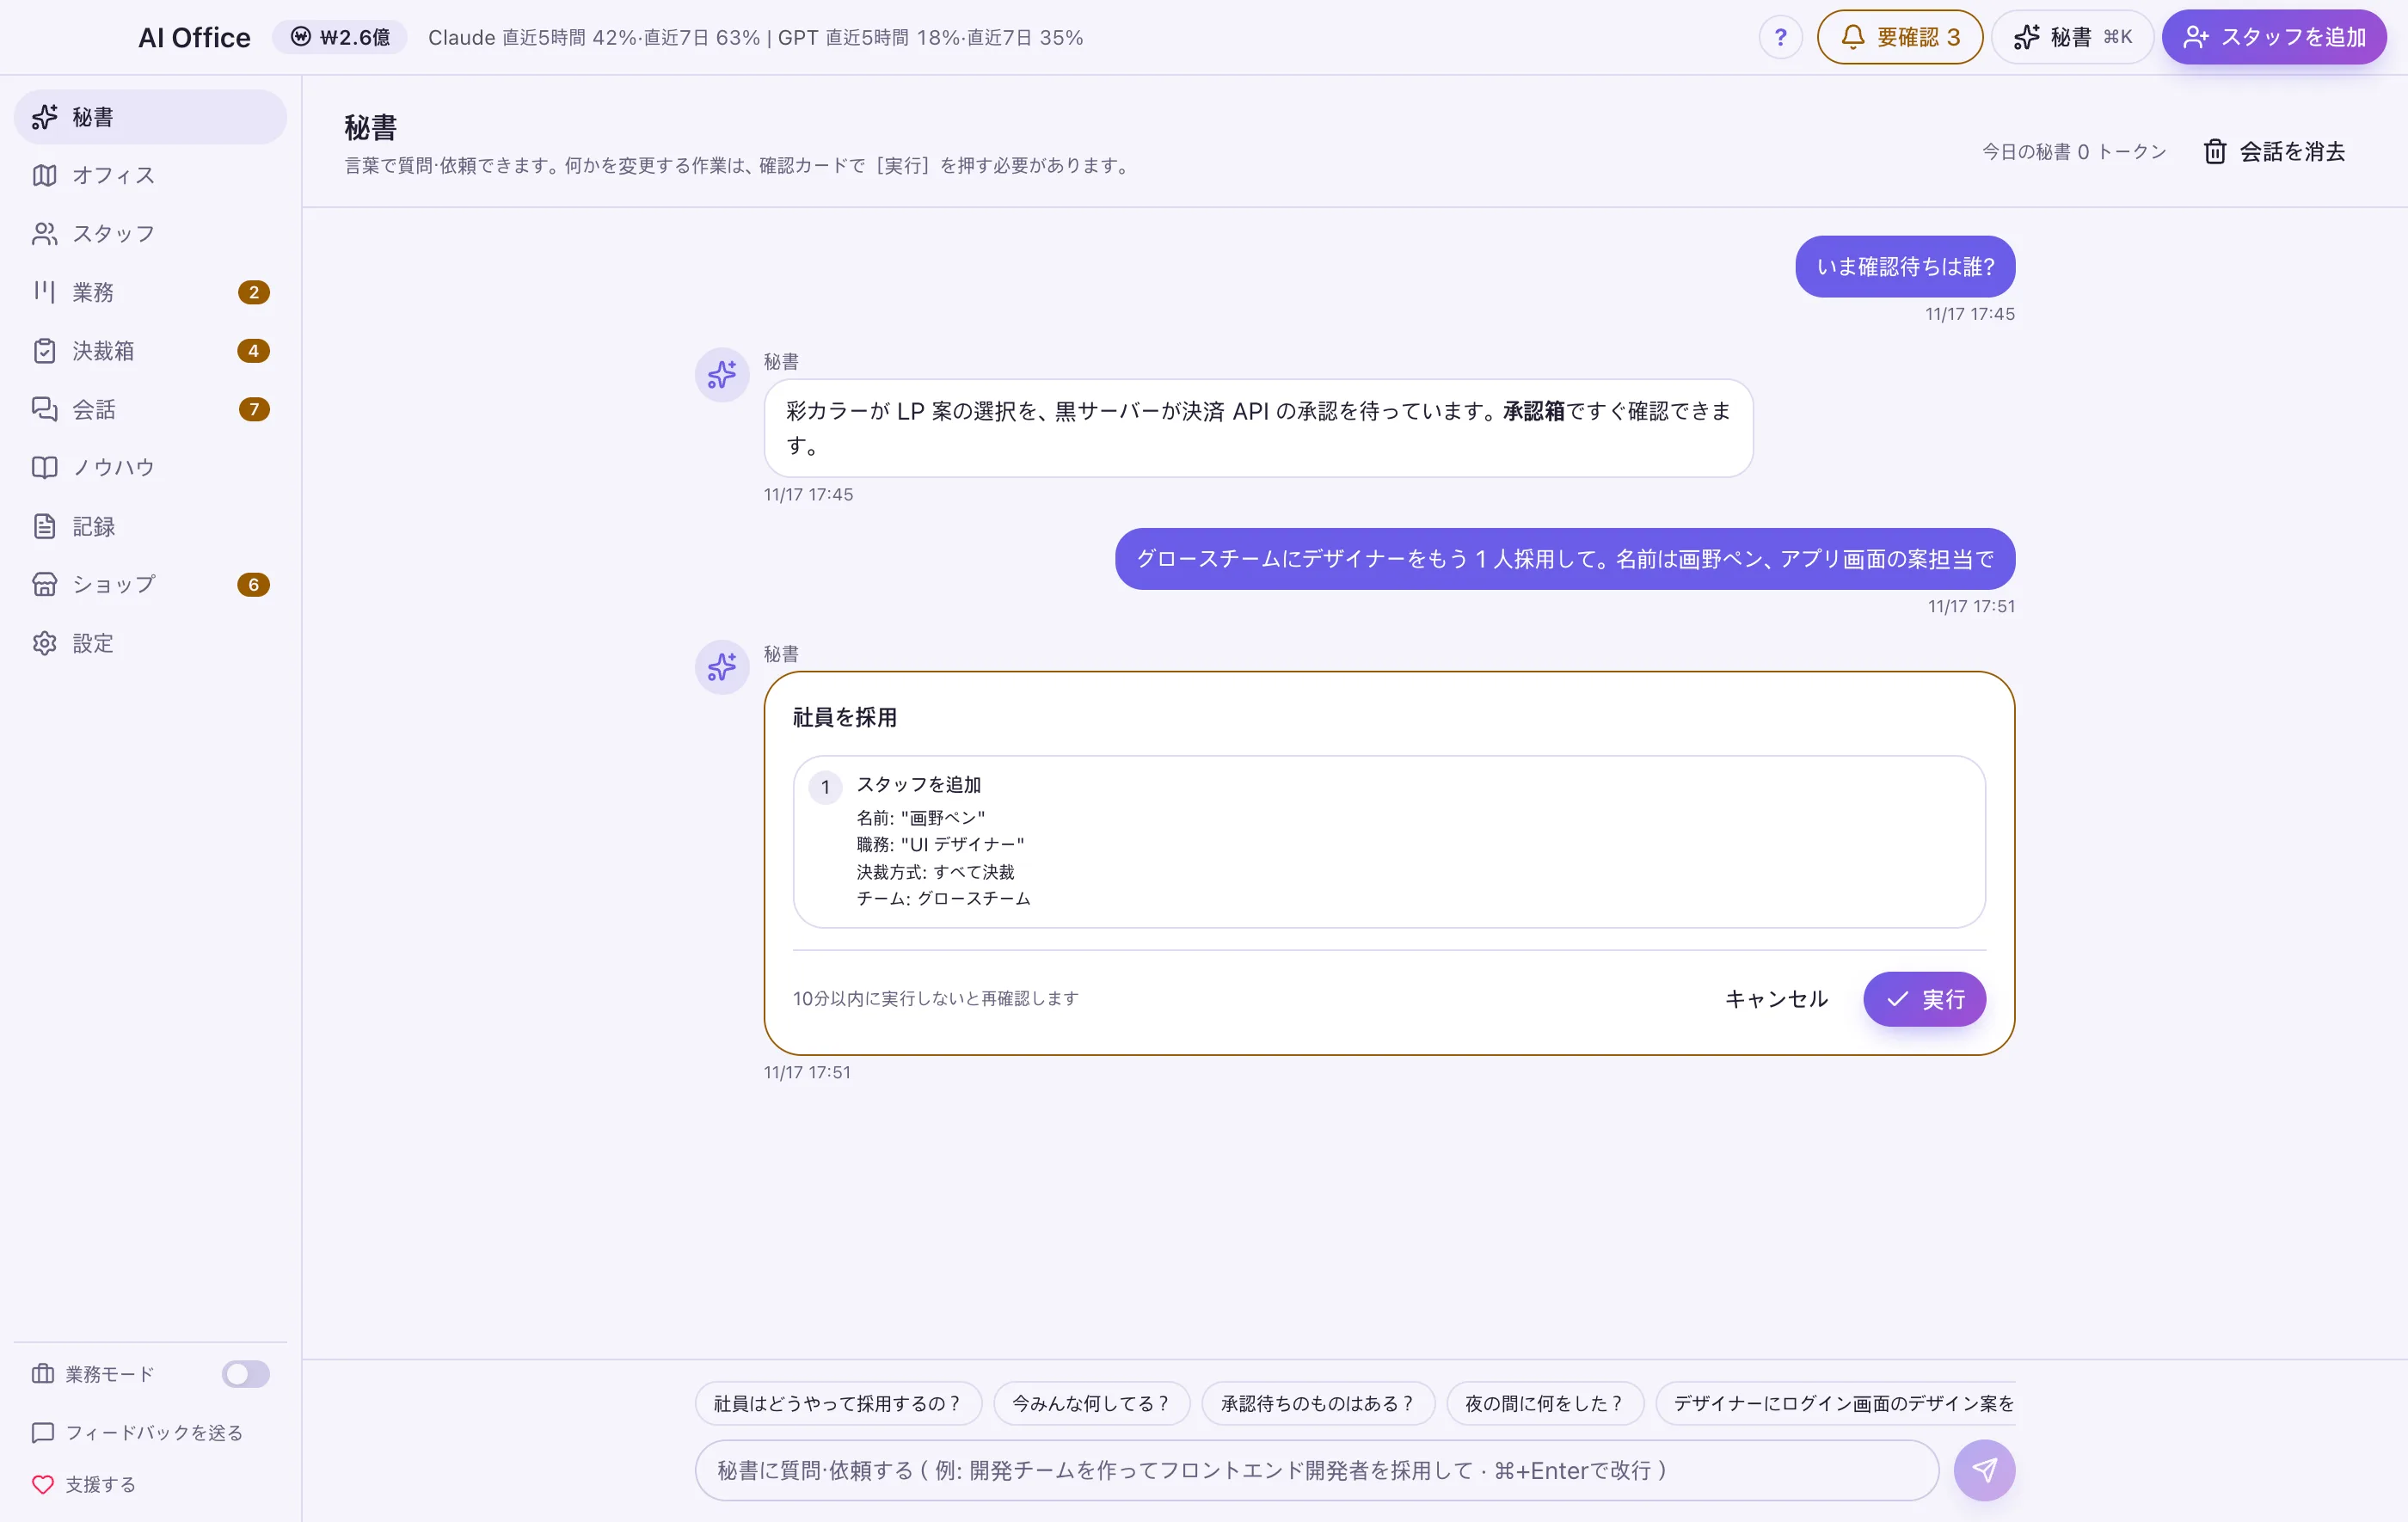 AI Office
₩2.6億
Claude 直近5時間 42%·直近7日 63% | GPT 直近5時間 18%·直近7日 35%
?
要確認 3
秘書 ⌘K
スタッフを追加
秘書
オフィス
スタッフ
業務 2
決裁箱 4
会話 7
ノウハウ
記録
ショップ 6
設定
業務モード
フィードバックを送る
支援する
秘書
言葉で質問·依頼できます。何かを変更する作業は、確認カードで［実行］を押す必要があります。
今日の秘書 0 トークン
会話を消去
いま確認待ちは誰?
11/17 17:45
秘書
彩カラーが LP 案の選択を、黒サーバーが決済 API の承認を待っています。承認箱ですぐ確認できま
す。
11/17 17:45
グロースチームにデザイナーをもう 1 人採用して。名前は画野ペン、アプリ画面の案担当で
11/17 17:51
秘書
社員を採用
1 スタッフを追加
名前: "画野ペン"
職務: "UI デザイナー"
決裁方式: すべて決裁
チーム: グロースチーム
10分以内に実行しないと再確認します
キャンセル
実行
11/17 17:51
社員はどうやって採用するの？
今みんな何してる？
承認待ちのものはある？
夜の間に何をした？
デザイナーにログイン画面のデザイン案を
秘書に質問·依頼する ( 例: 開発チームを作ってフロントエンド開発者を採用して · ⌘+Enterで改行 )